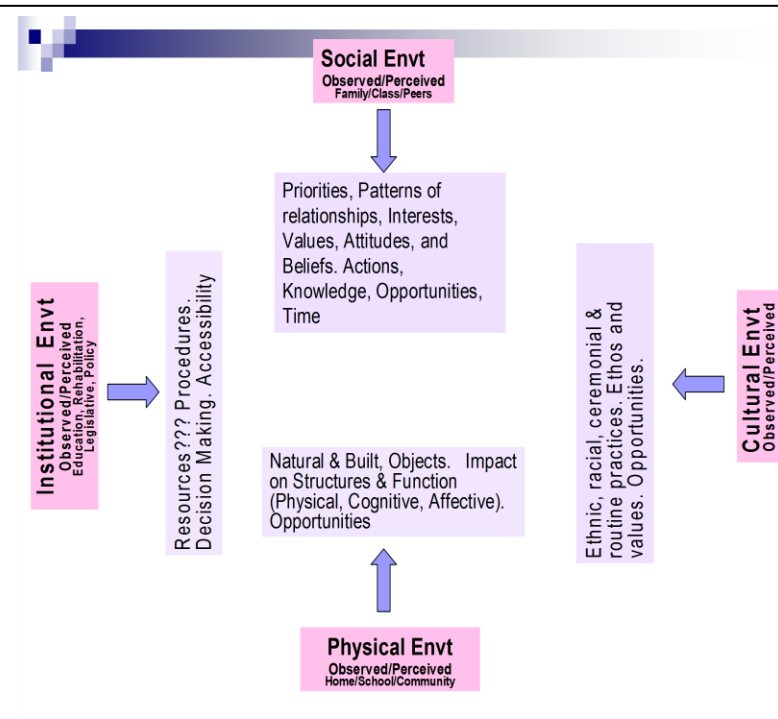 Social Envt
Observed/Perceived
Family/Class/Peers
Priorities, Patterns of
relationships, Interests,
Values, Attitudes, and
Beliefs. Actions,
Knowledge, Opportunities,
Time
Institutional Envt
Observed/Perceived
Education, Rehabilitation,
Legislative, Policy
Resources??? Procedures.
Decision Making. Accessibility
Ethnic, racial, ceremonial &
routine practices. Ethos and
values. Opportunities.
Cultural Envt
Observed/Perceived
Natural & Built, Objects. Impact
on Structures & Function
(Physical, Cognitive, Affective).
Opportunities
Physical Envt
Observed/Perceived
Home/School/Community